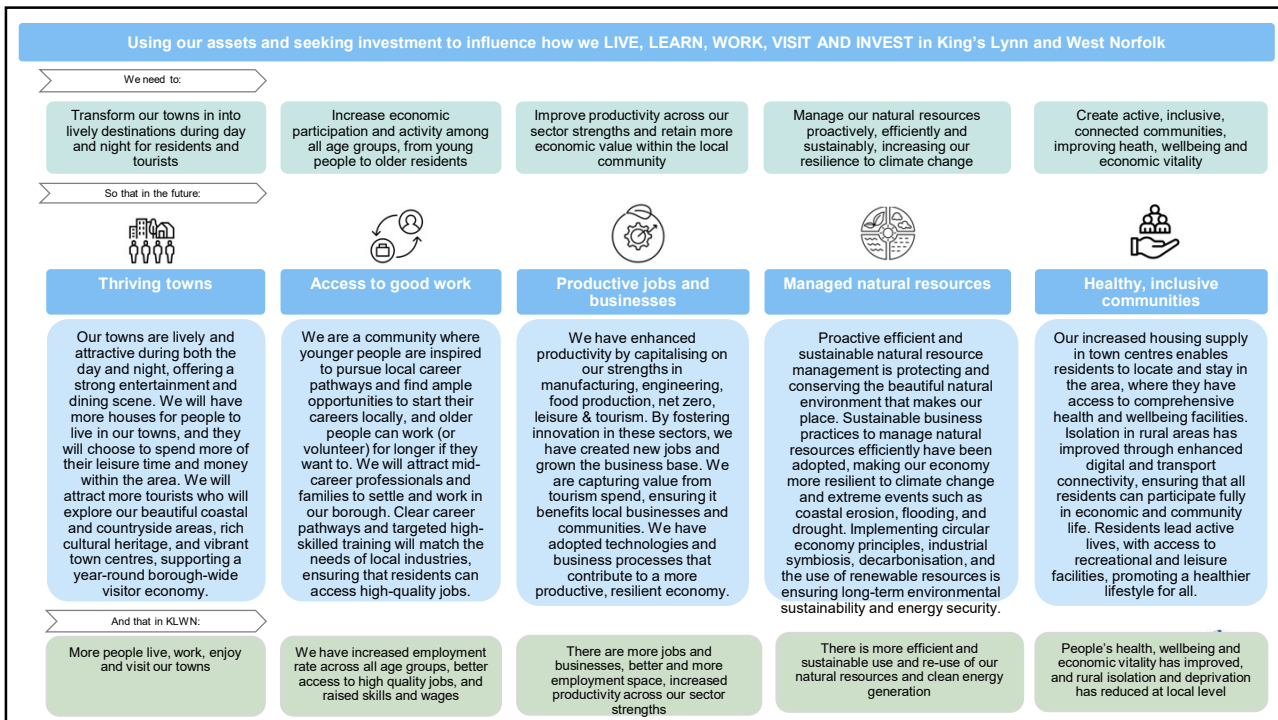 Using our assets and seeking investment to influence how we LIVE, LEARN, WORK, VISIT AND INVEST in King's Lynn and West Norfolk
We need to:
Transform our towns in into
lively destinations during day
and night for residents and
tourists
Increase economic
participation and activity among
all age groups, from young
people to older residents
Improve productivity across our
sector strengths and retain more
economic value within the local
community
Manage our natural resources
proactively, efficiently and
sustainably, increasing our
resilience to climate change
Create active, inclusive,
connected communities,
improving heath, wellbeing and
economic vitality
So that in the future:
Thriving towns
Access to good work
Productive jobs and
businesses
Managed natural resources
Healthy, inclusive
communities
Our towns are lively and
attractive during both the
day and night, offering a
strong entertainment and
dining scene. We will have
more houses for people to
live in our towns, and they
will choose to spend more of
their leisure time and money
within the area. We will
attract more tourists who will
explore our beautiful coastal
and countryside areas, rich
cultural heritage, and vibrant
town centres, supporting a
year-round borough-wide
visitor economy.
We are a community where
younger people are inspired
to pursue local career
pathways and find ample
opportunities to start their
careers locally, and older
people can work (or
volunteer) for longer if they
want to. We will attract mid-
career professionals and
families to settle and work in
our borough. Clear career
pathways and targeted high-
skilled training will match the
needs of local industries,
ensuring that residents can
access high-quality jobs.
We have enhanced
productivity by capitalising on
our strengths in
manufacturing, engineering,
food production, net zero,
leisure & tourism. By fostering
innovation in these sectors, we
have created new jobs and
grown the business base. We
are capturing value from
tourism spend, ensuring it
benefits local businesses and
communities. We have
adopted technologies and
business processes that
contribute to a more
productive, resilient economy.
Proactive efficient and
sustainable natural resource
management is protecting and
conserving the beautiful natural
environment that makes our
place. Sustainable business
practices to manage natural
resources efficiently have been
adopted, making our economy
more resilient to climate change
and extreme events such as
coastal erosion, flooding, and
drought. Implementing circular
economy principles, industrial
symbiosis, decarbonisation, and
the use of renewable resources is
ensuring long-term environmental
sustainability and energy security.
Our increased housing supply
in town centres enables
residents to locate and stay in
the area, where they have
access to comprehensive
health and wellbeing facilities.
Isolation in rural areas has
improved through enhanced
digital and transport
connectivity, ensuring that all
residents can participate fully
in economic and community
life. Residents lead active
lives, with access to
recreational and leisure
facilities, promoting a healthier
lifestyle for all.
And that in KLWN:
More people live, work, enjoy
and visit our towns
We have increased employment
rate across all age groups, better
access to high quality jobs, and
raised skills and wages
There are more jobs and
businesses, better and more
employment space, increased
productivity across our sector
strengths
There is more efficient and
sustainable use and re-use of our
natural resources and clean energy
generation
People's health, wellbeing and
economic vitality has improved,
and rural isolation and deprivation
has reduced at local level